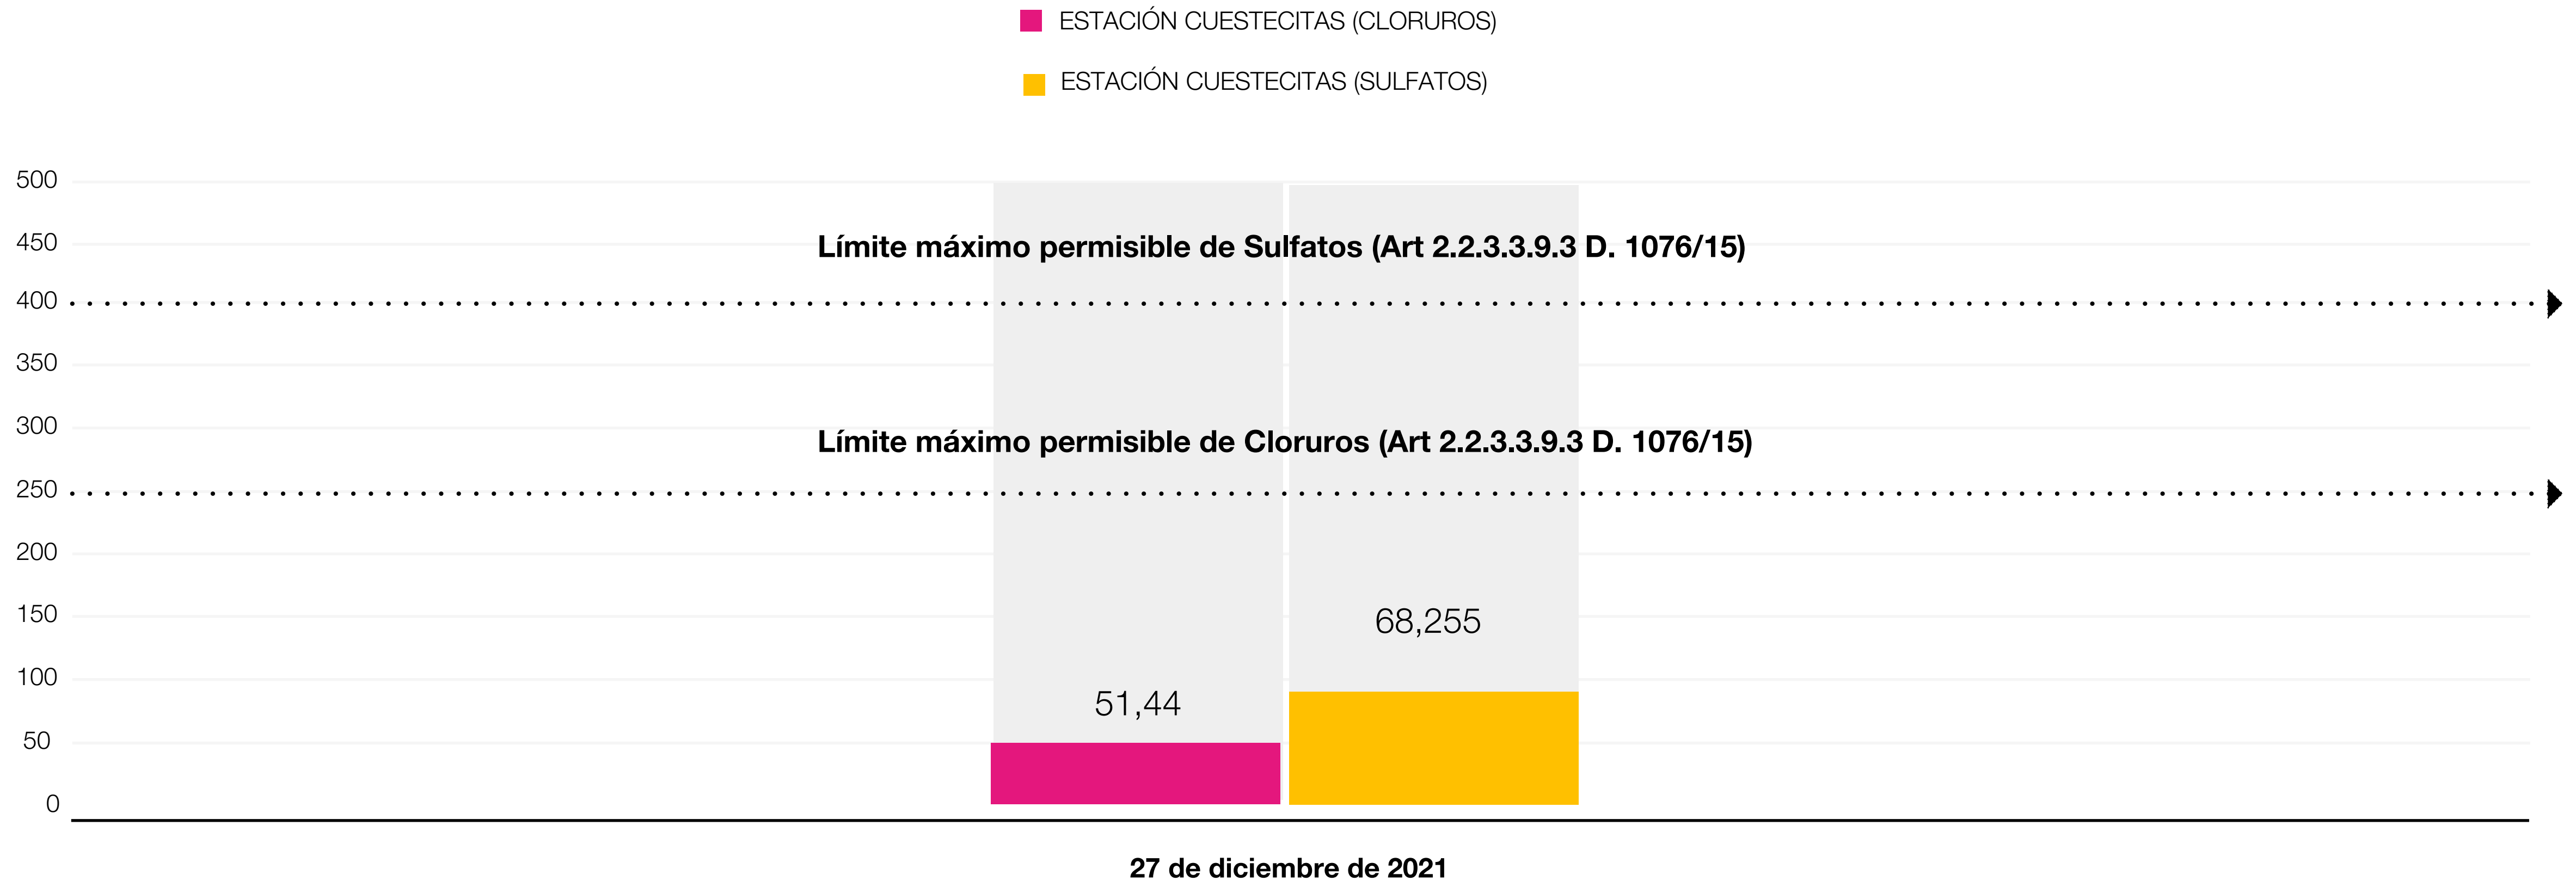 ESTACIÓN CUESTECITAS (CLORUROS)
ESTACIÓN CUESTECITAS (SULFATOS)
500
450
Límite máximo permisible de Sulfatos (Art 2.2.3.3.9.3 D. 1076/15)
400
350
300
Límite máximo permisible de Cloruros (Art 2.2.3.3.9.3 D. 1076/15)
250
200
150
68,255
100
51,44
50
0
27 de diciembre de 2021